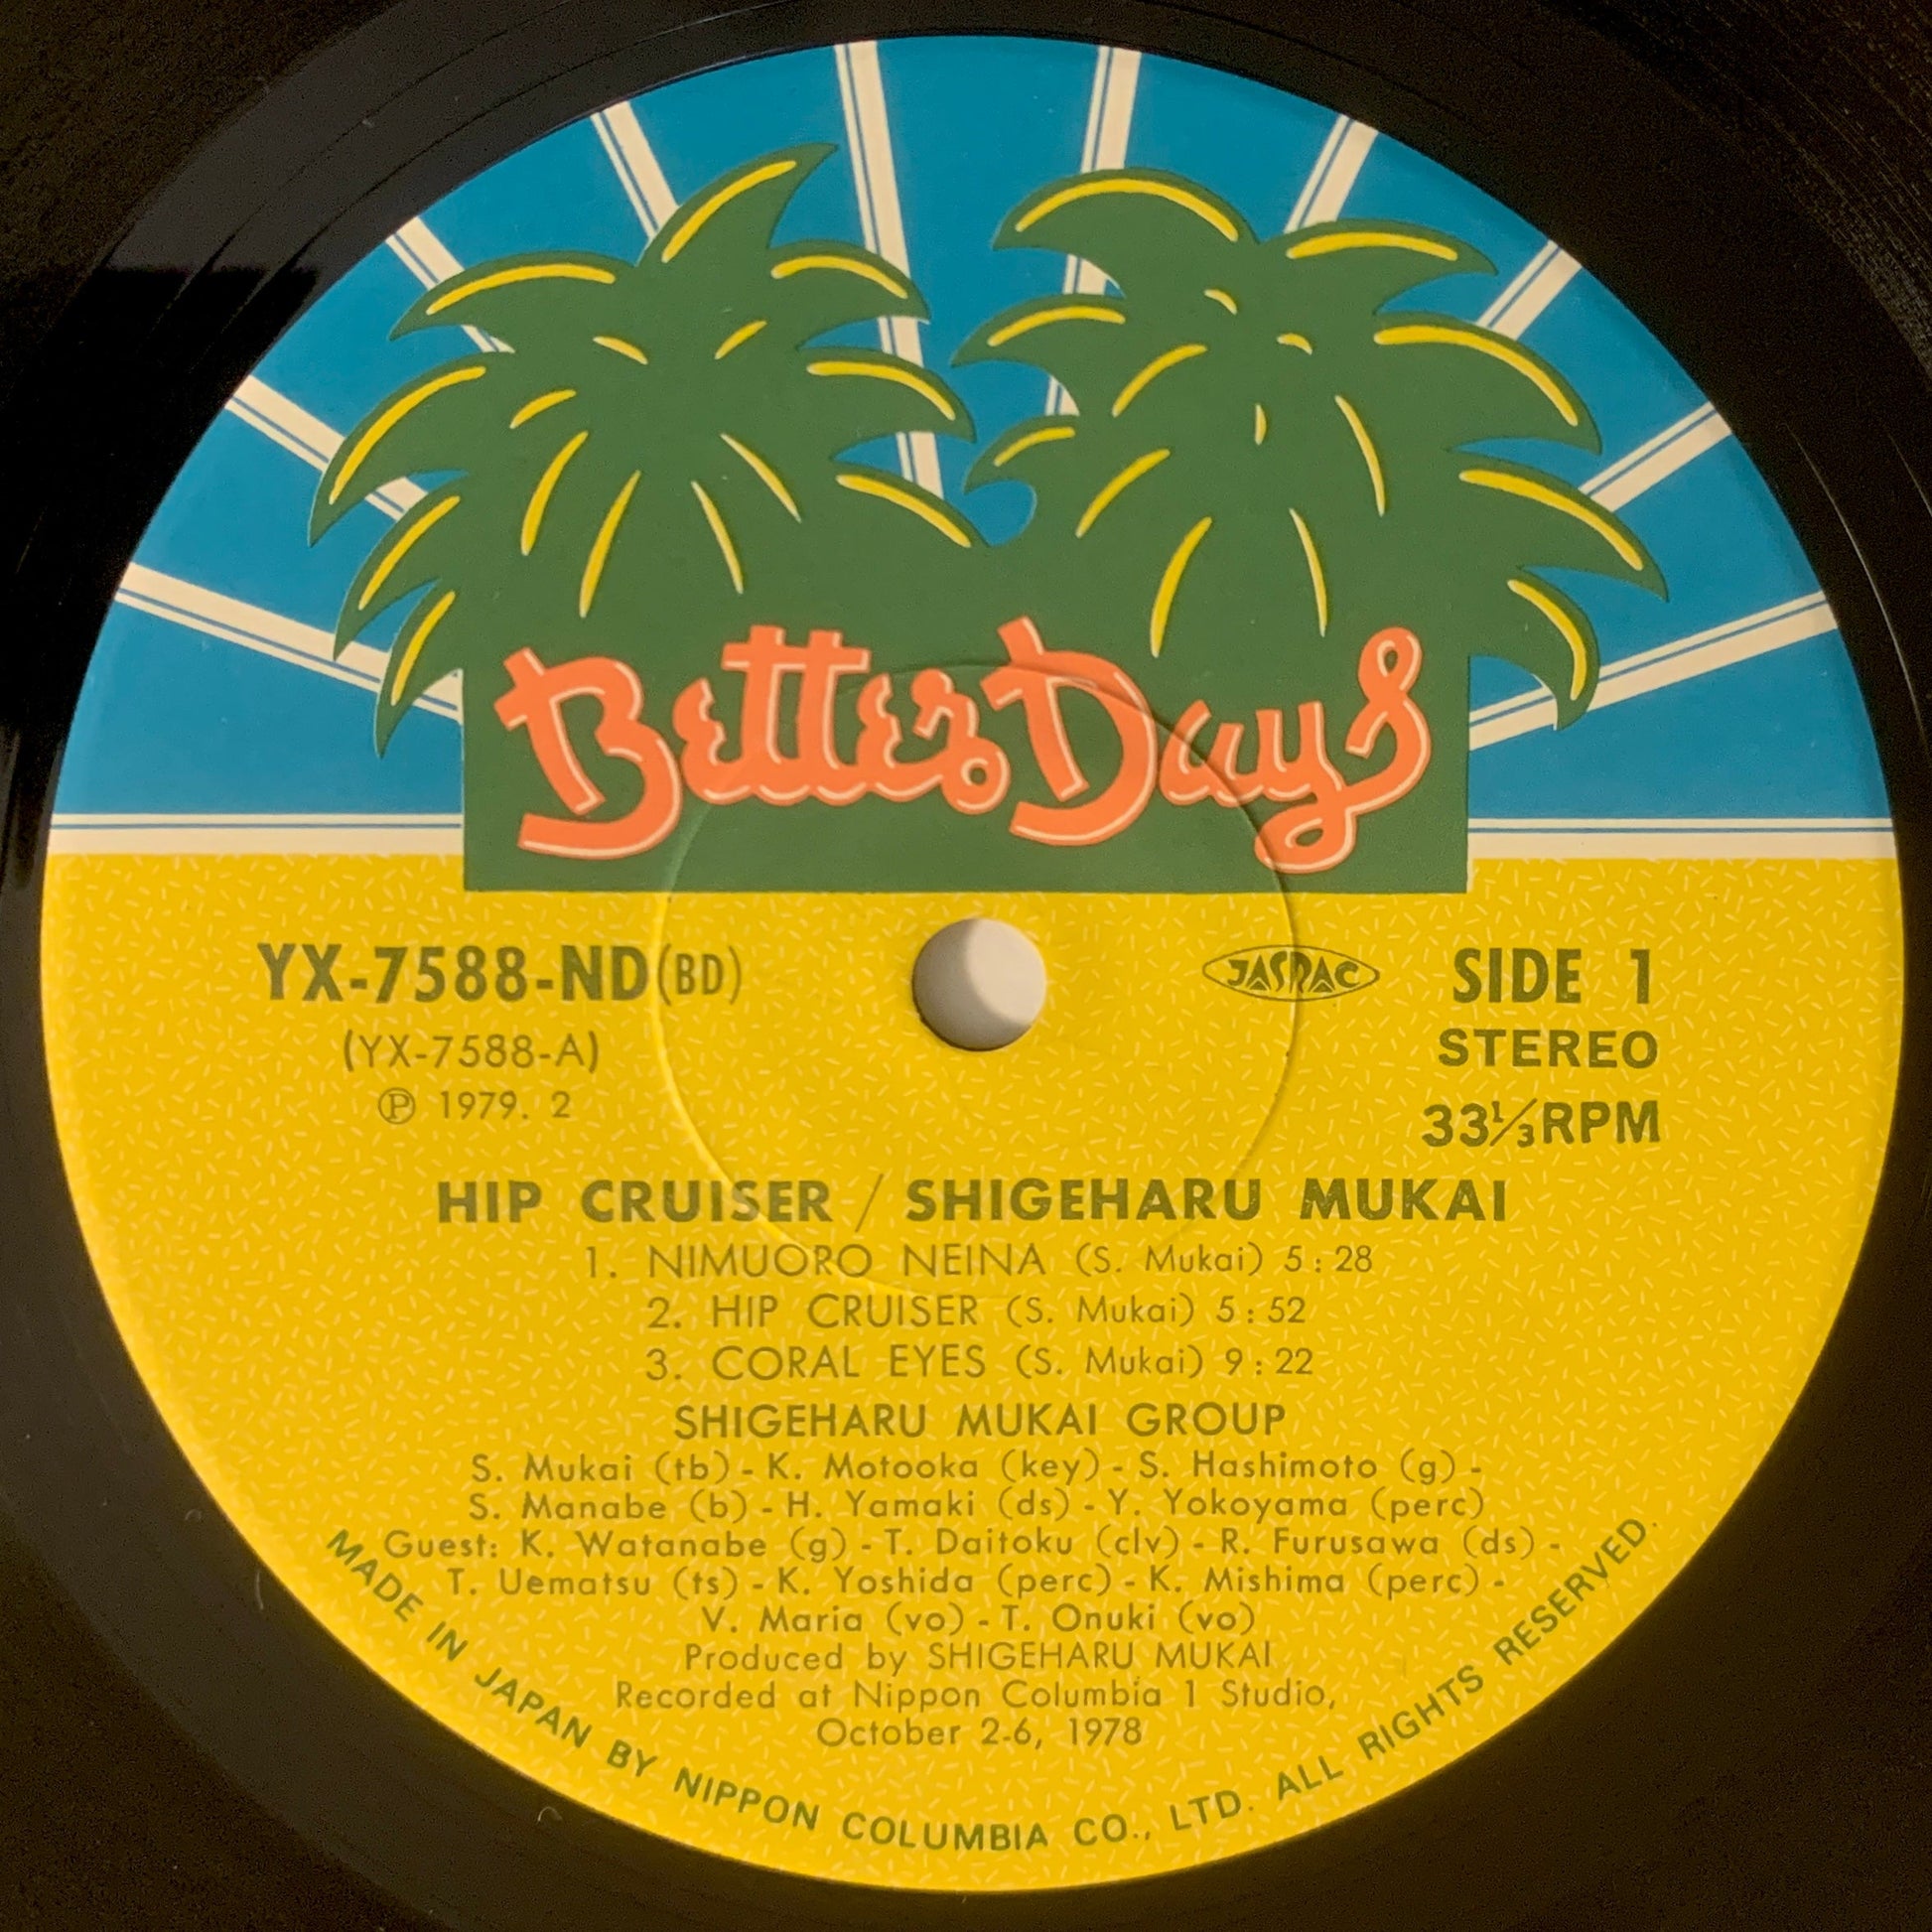 Better Days
YX-7588-ND(BD)
(YX-7588-A)
Ⓟ 1979. 2
JASRAC
SIDE 1
STEREO
33⅓RPM
HIP CRUISER / SHIGEHARU MUKAI
1. NIMUORO NEINA (S. Mukai) 5:28
2. HIP CRUISER (S. Mukai) 5:52
3. CORAL EYES (S. Mukai) 9:22
SHIGEHARU MUKAI GROUP
S. Mukai (tb) - K. Motooka (key) - S. Hashimoto (g) -
S. Manabe (b) - H. Yamaki (ds) - Y. Yokoyama (perc)
Guest: K. Watanabe (g) - T. Daitoku (clv) - R. Furusawa (ds) -
T. Uematsu (ts) - K. Yoshida (perc) - K. Mishima (perc) -
V. Maria (vo) - T. Onuki (vo)
Produced by SHIGEHARU MUKAI
Recorded at Nippon Columbia 1 Studio,
October 2-6, 1978
MADE IN JAPAN BY NIPPON COLUMBIA CO., LTD. ALL RIGHTS RESERVED.